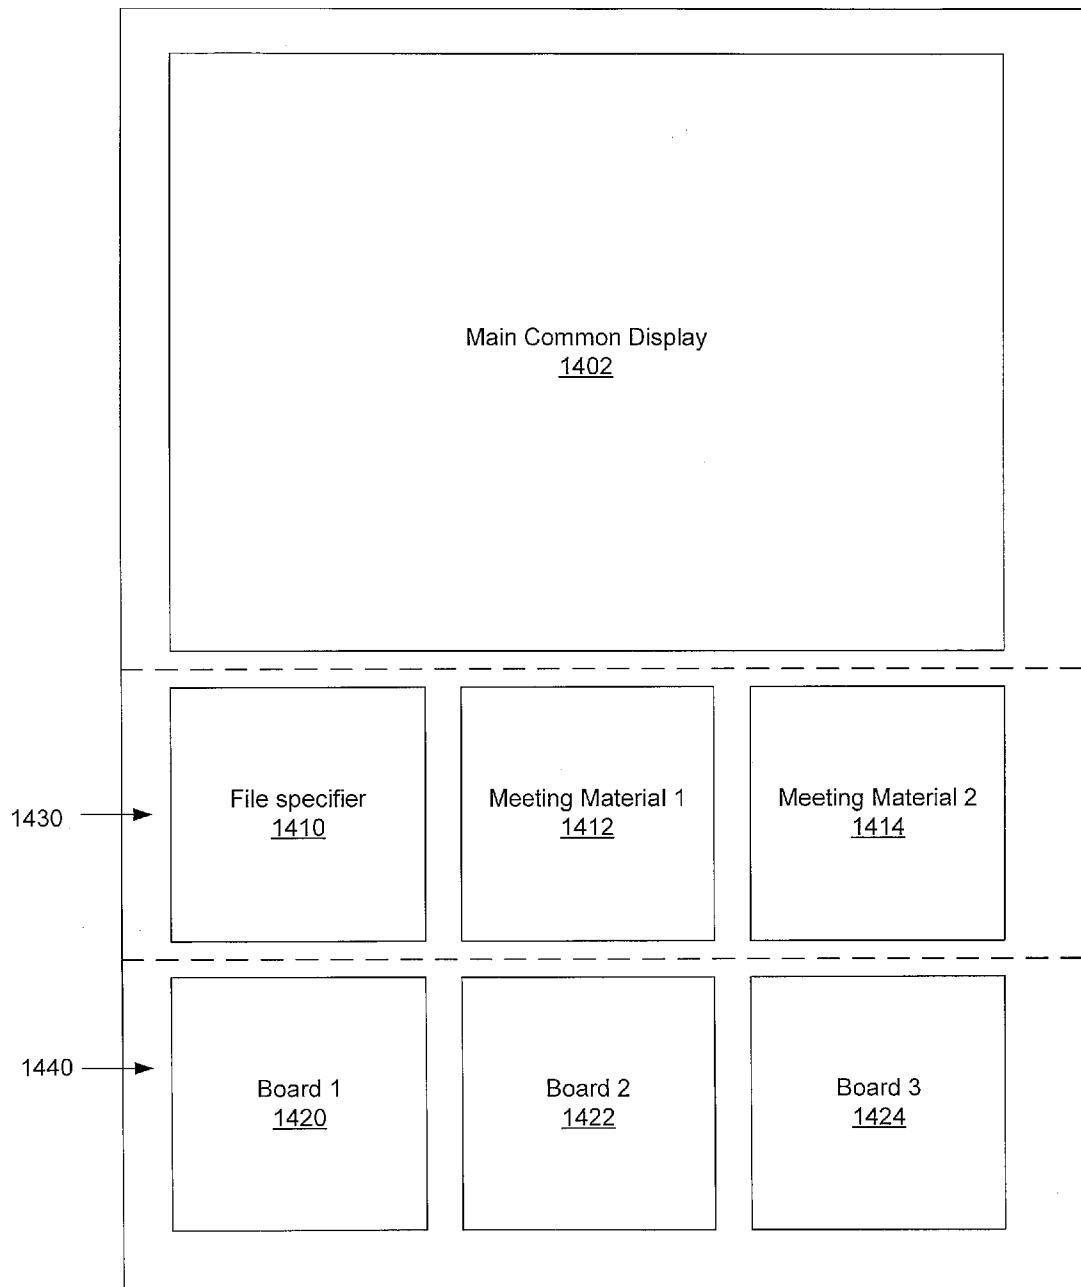 Main Common Display
1402
File specifier
1410
Meeting Material 1
1412
Meeting Material 2
1414
1430
Board 1
1420
Board 2
1422
Board 3
1424
1440